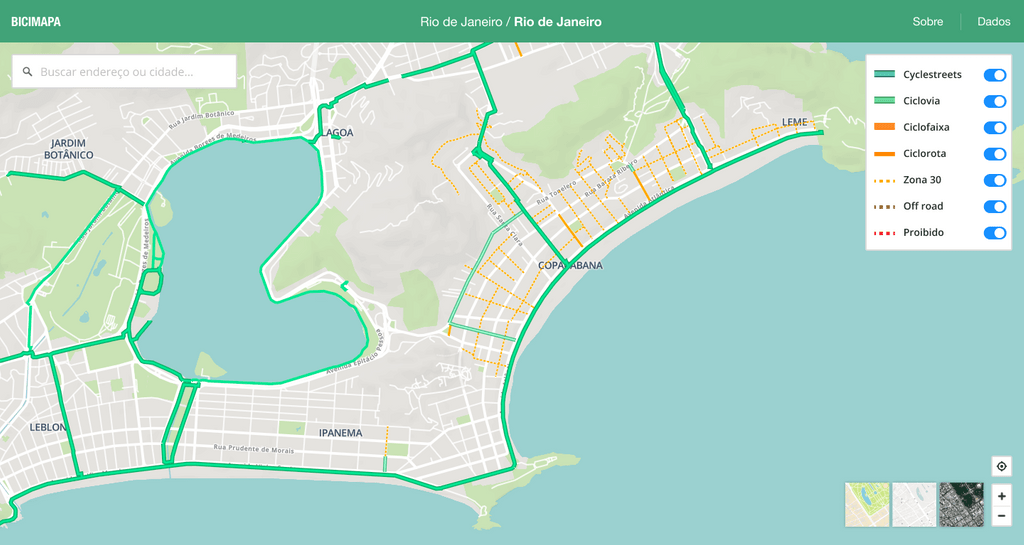 BICIMAPA
Rio de Janeiro / Rio de Janeiro
Sobre
Dados
Buscar endereço ou cidade...
Cyclestreets
Ciclovia
Ciclofaixa
Ciclorota
Zona 30
Off road
Proibido
Rua Jardim Botânico
Avenida Borges de Medeiros
LAGOA
JARDIM
BOTÂNICO
LEME
Rua Tonelero
Rua Barata Ribeiro
Avenida Atlântica
Rua Santa Clara
COPACABANA
Avenida Epitácio Pessoa
LEBLON
IPANEMA
Rua Prudente de Morais
+
−